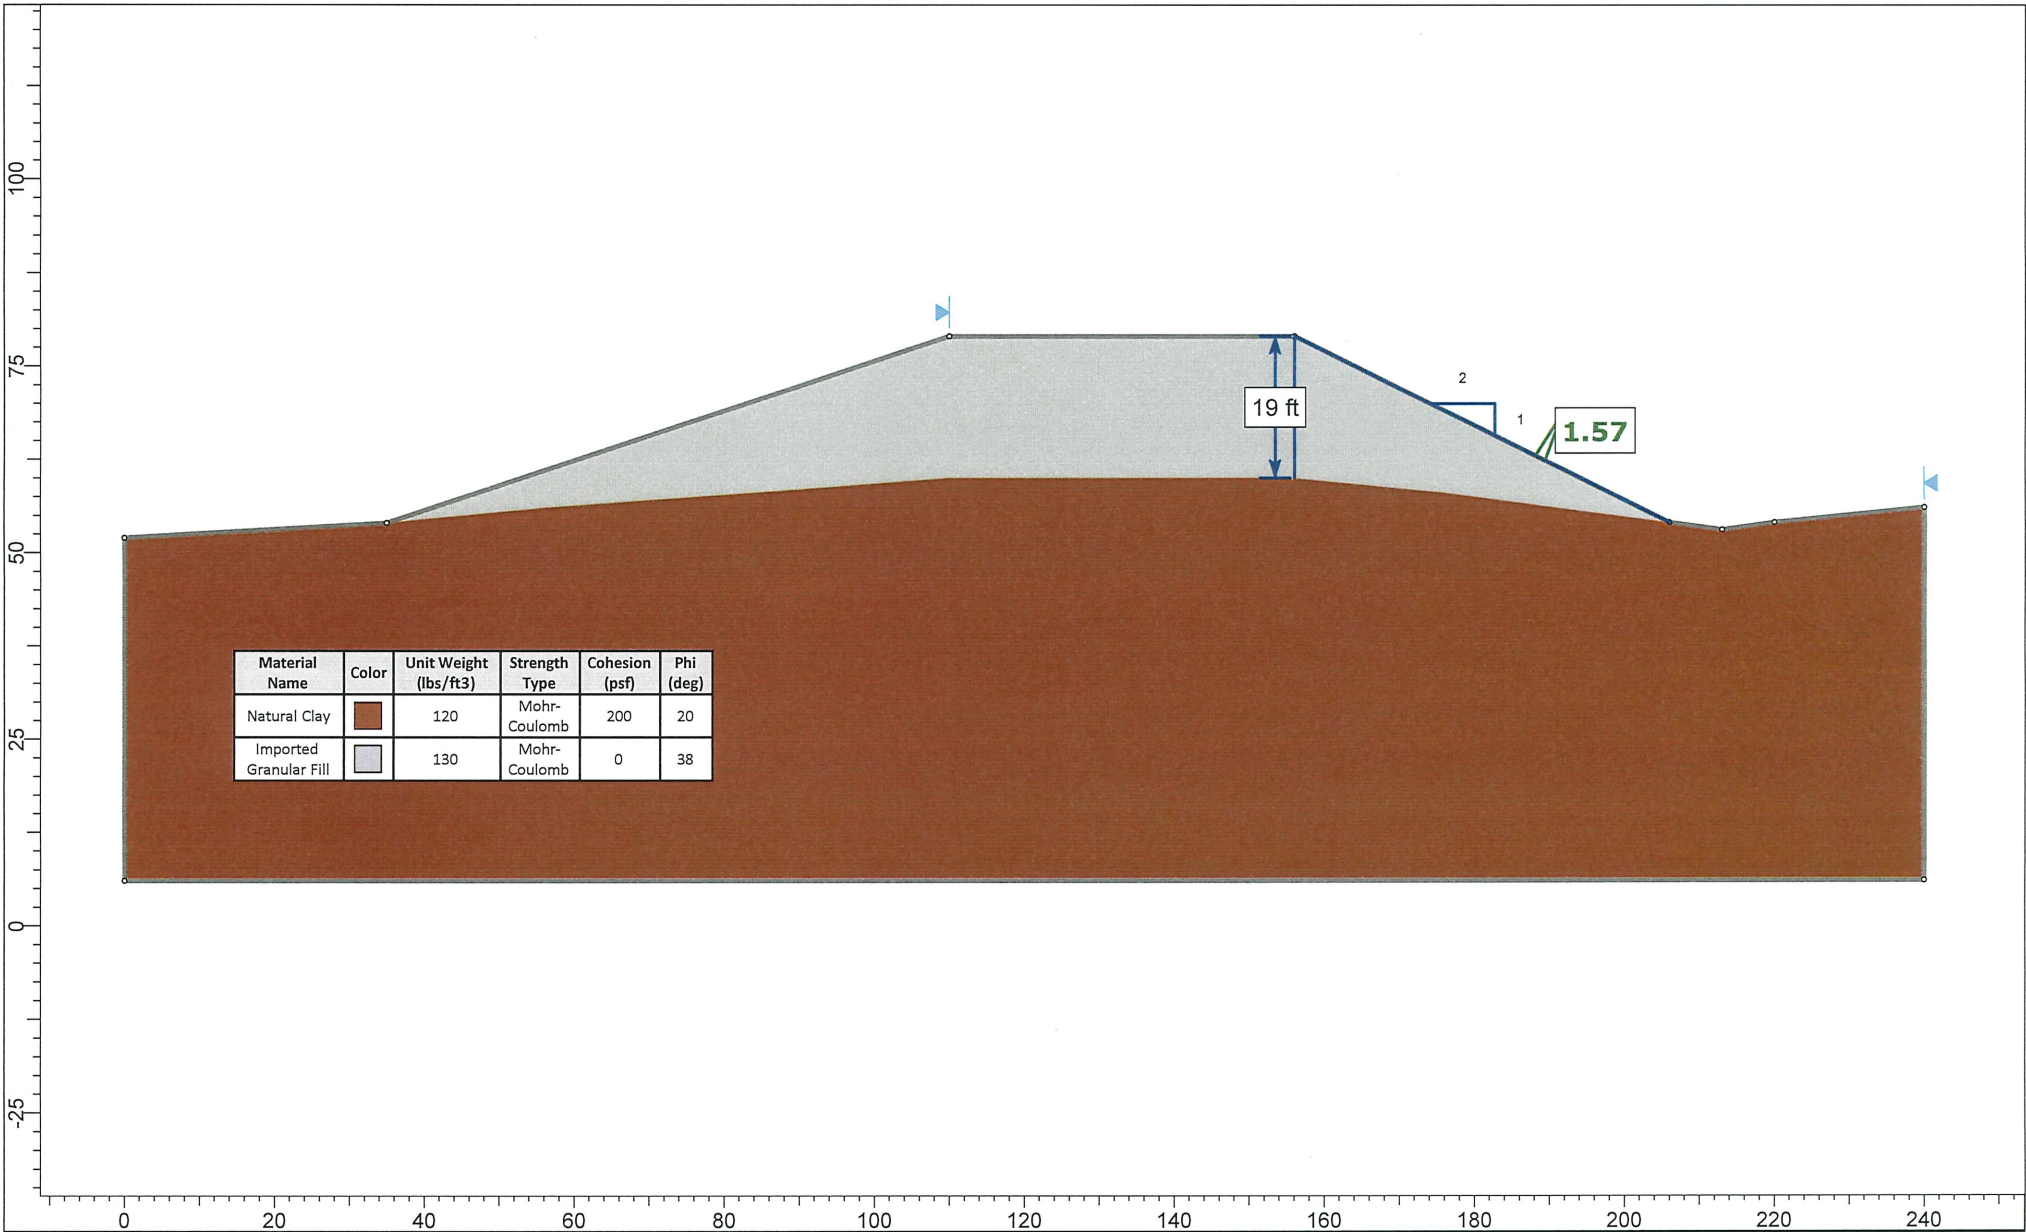 100
75
50
25
0
-25
19 ft
2
1
1.57
Material Name Color Unit Weight (lbs/ft3) Strength Type Cohesion (psf) Phi (deg)
Natural Clay 120 Mohr-Coulomb 200 20
Imported Granular Fill 130 Mohr-Coulomb 0 38
0 20 40 60 80 100 120 140 160 180 200 220 240